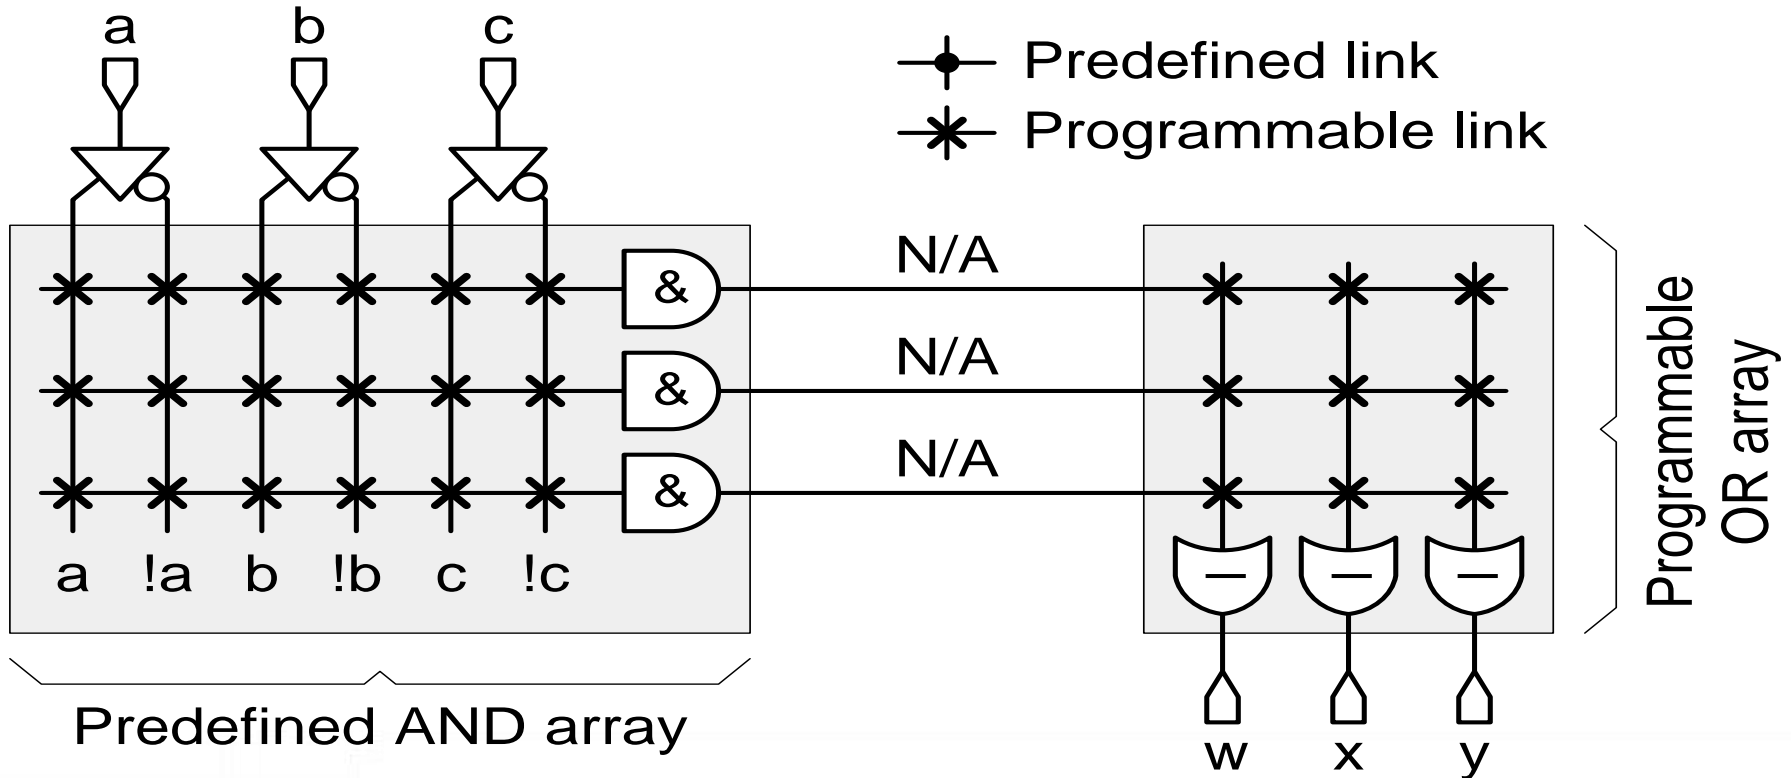 a b c
Predefined link
Programmable link
N/A
&
N/A
&
N/A
&
a !a b !b c !c
Predefined AND array
Programmable
OR array
w x y